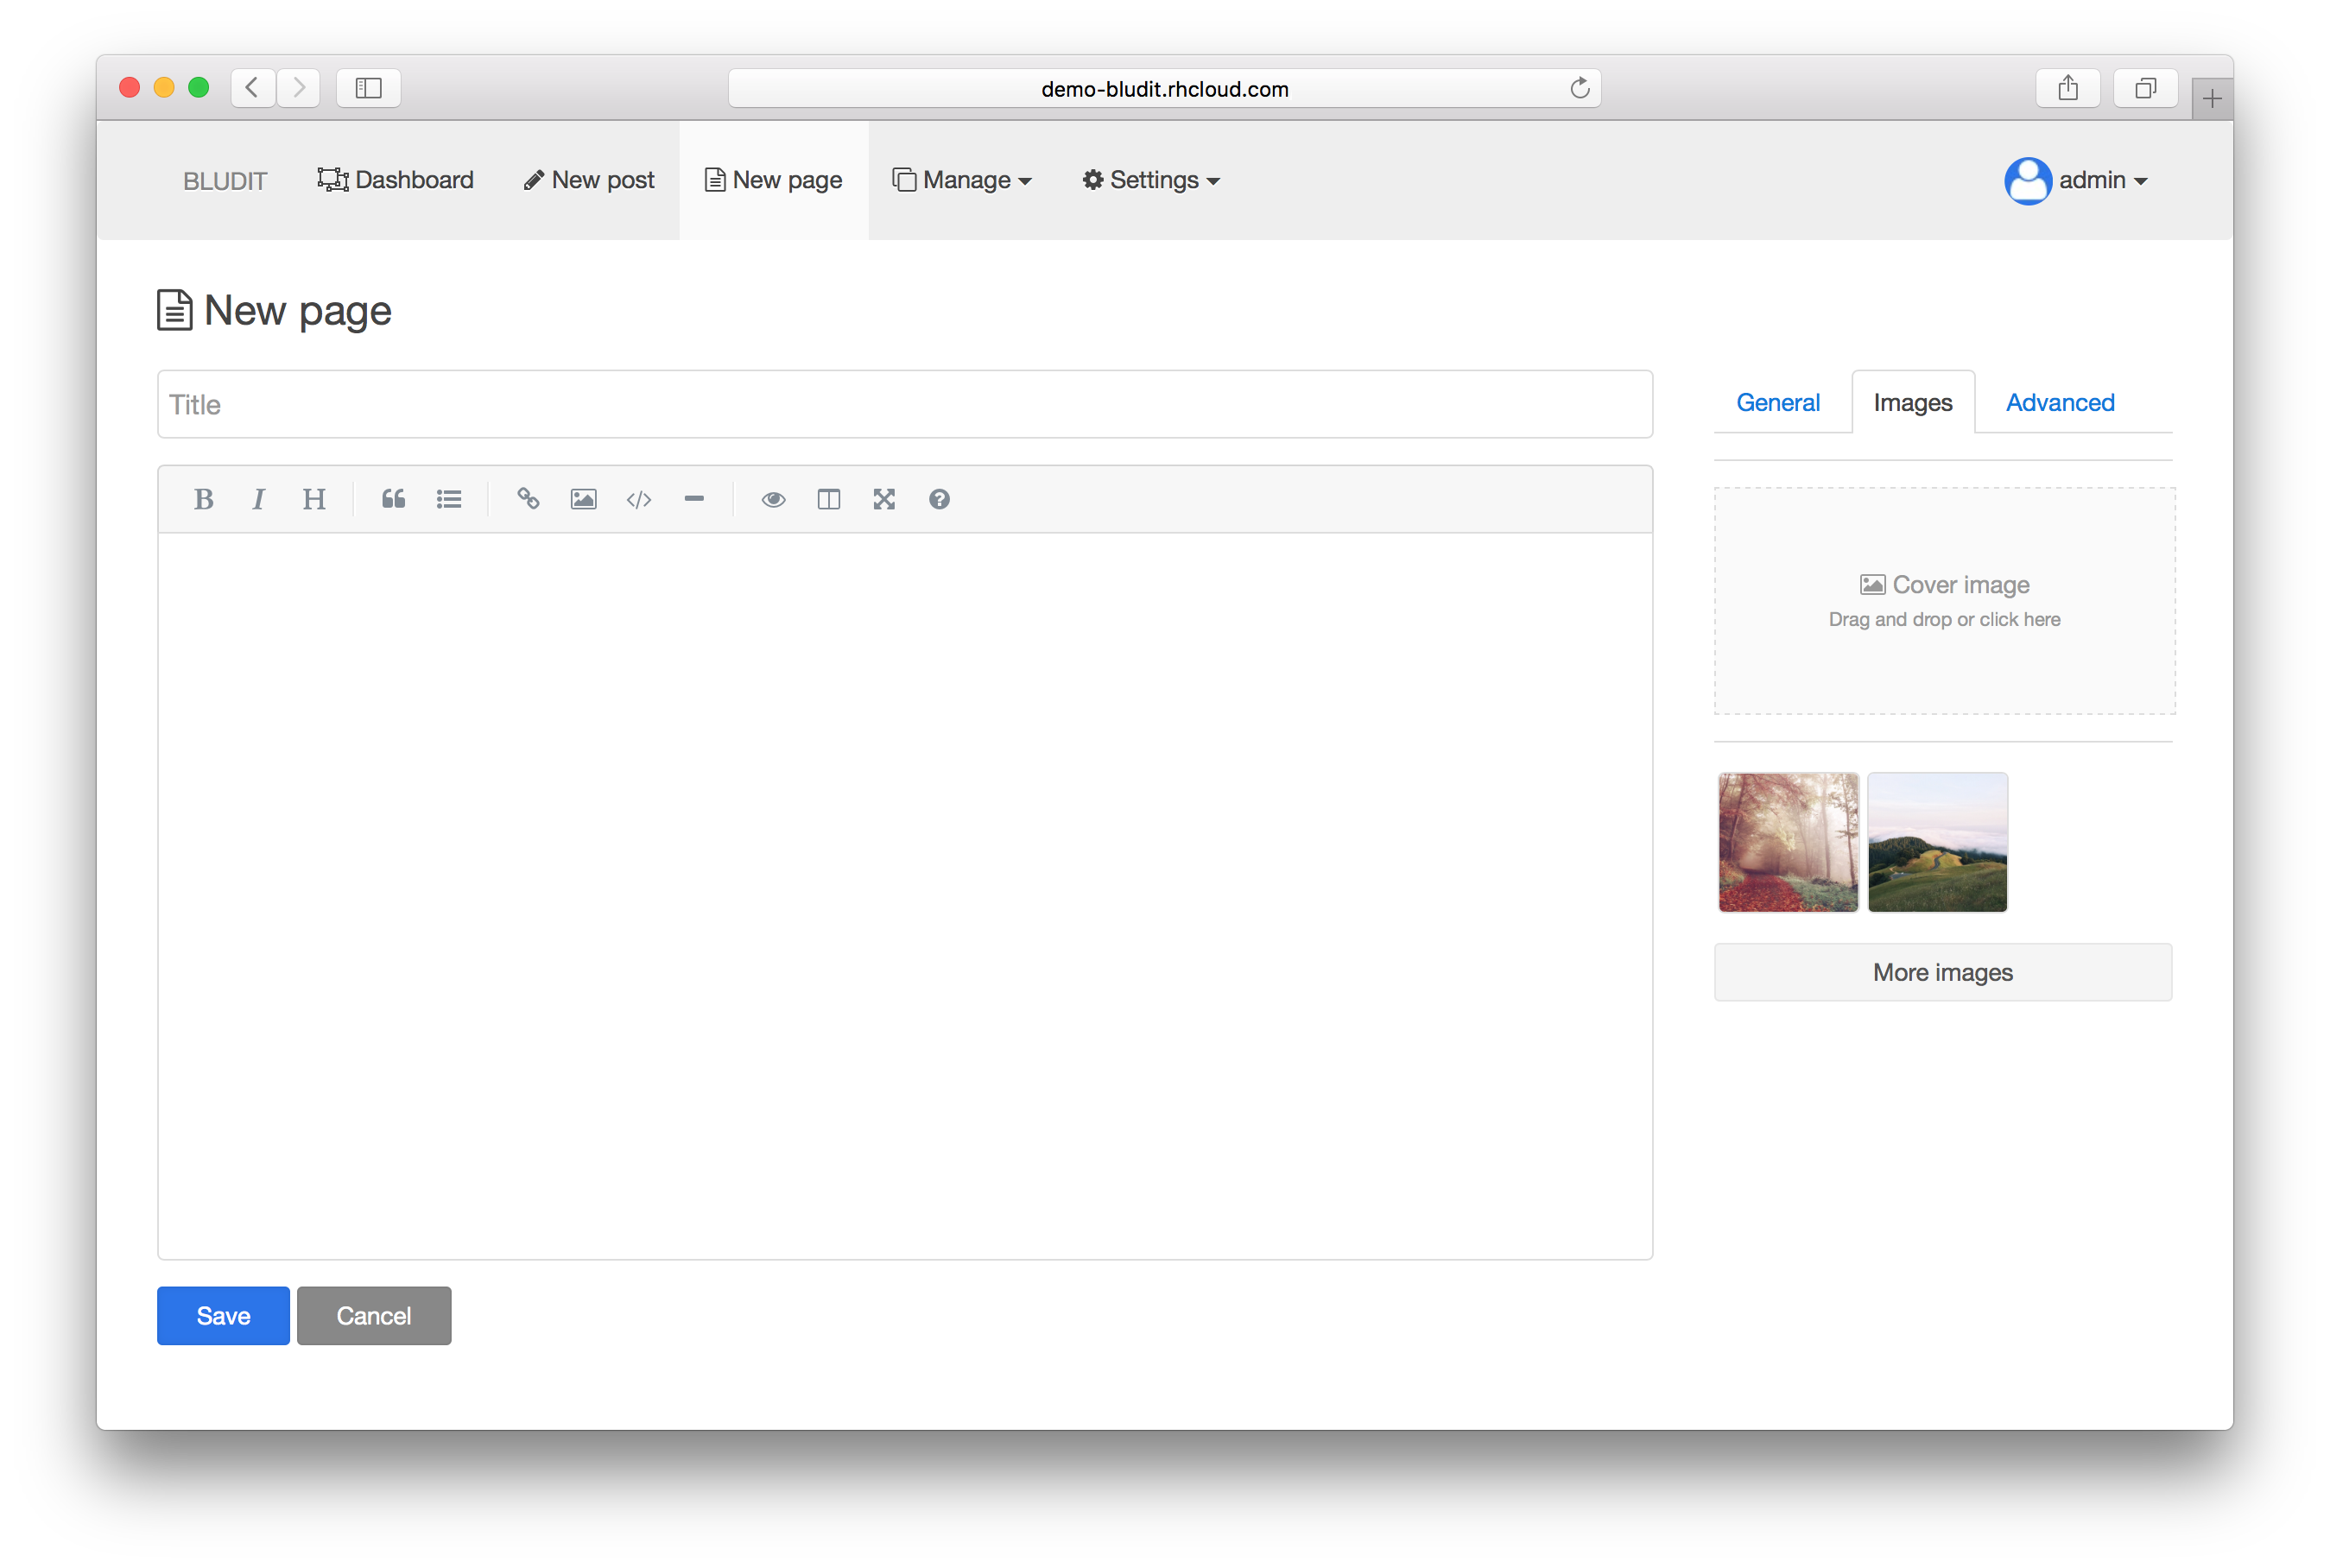 demo-bludit.rhcloud.com
BLUDIT Dashboard New post New page Manage Settings admin
New page
Title
General Images Advanced
B I H
Cover image
Drag and drop or click here
More images
Save Cancel